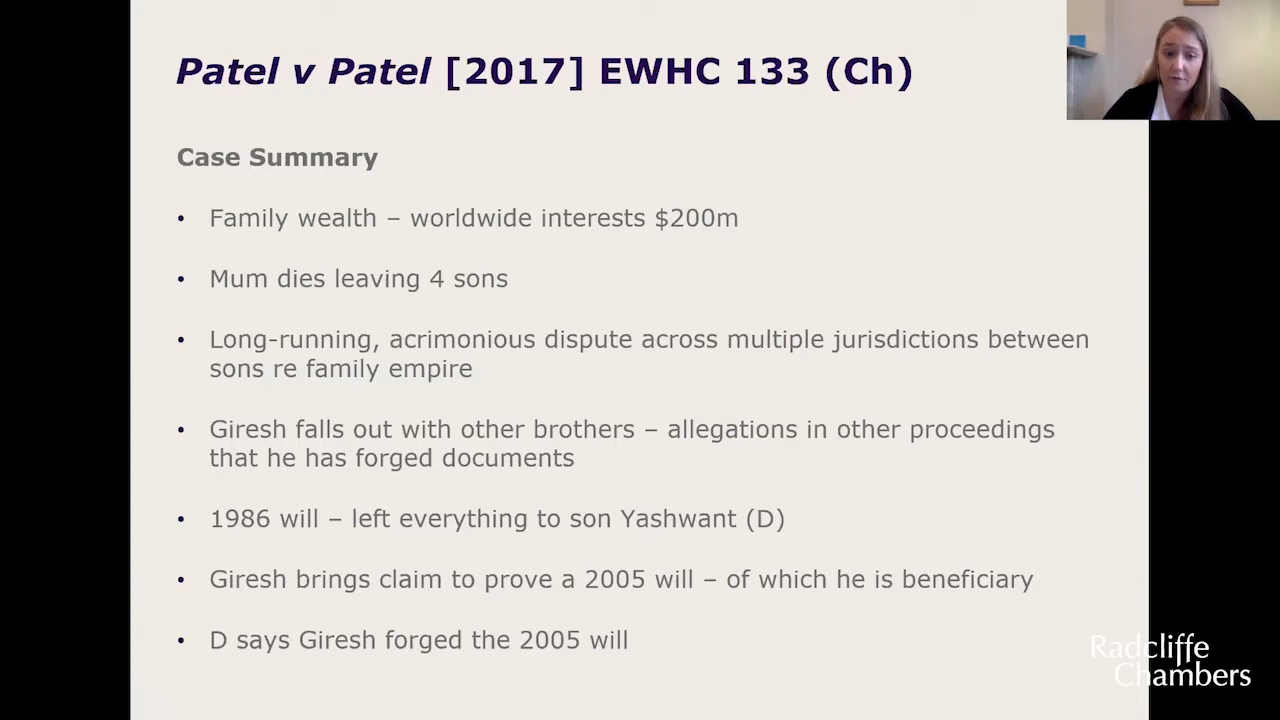 Patel v Patel [2017] EWHC 133 (Ch)
Case Summary
• Family wealth – worldwide interests $200m
• Mum dies leaving 4 sons
• Long-running, acrimonious dispute across multiple jurisdictions between
sons re family empire
• Giresh falls out with other brothers – allegations in other proceedings
that he has forged documents
• 1986 will – left everything to son Yashwant (D)
• Giresh brings claim to prove a 2005 will – of which he is beneficiary
• D says Giresh forged the 2005 will
Radcliffe
Chambers